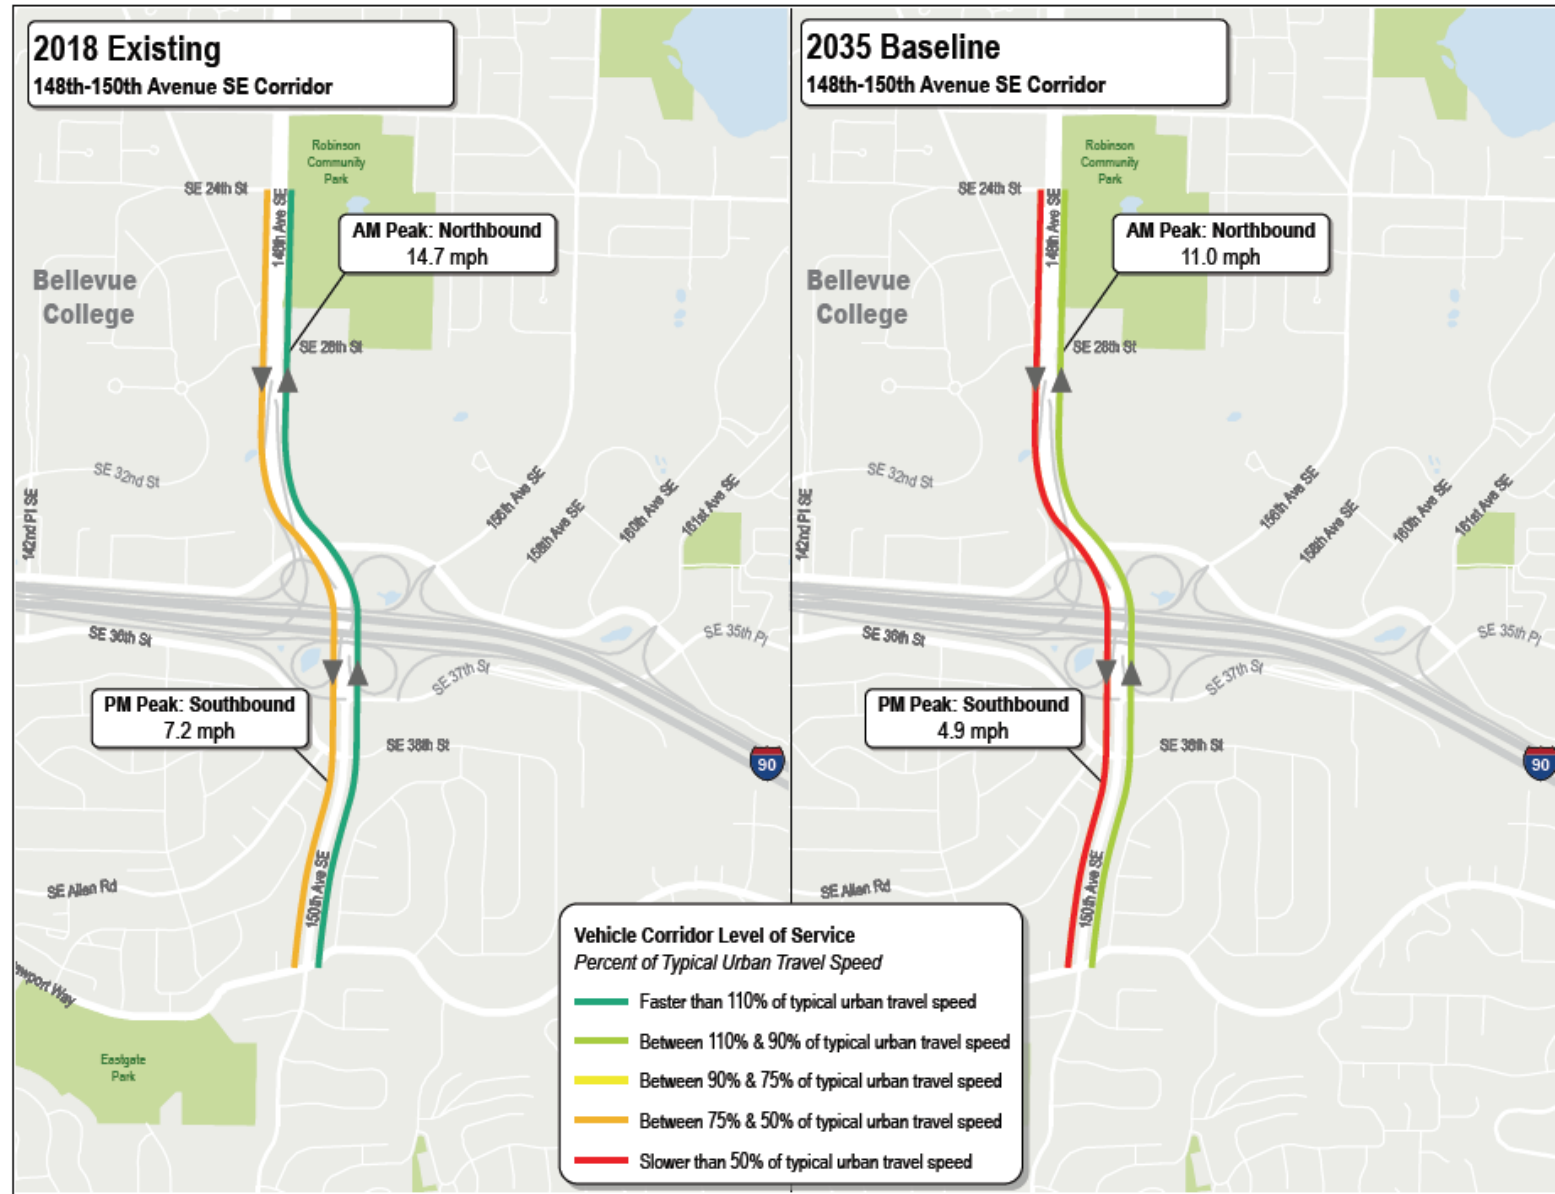 2018 Existing
148th-150th Avenue SE Corridor
Robinson
Community
Park
SE 24th St
148th Ave SE
AM Peak: Northbound
14.7 mph
Bellevue
College
SE 28th St
SE 32nd St
142nd Pl SE
156th Ave SE
158th Ave SE
160th Ave SE
161st Ave SE
SE 36th St
SE 35th Pl
SE 37th St
PM Peak: Southbound
7.2 mph
SE 38th St
90
150th Ave SE
SE Allen Rd
Way
Eastgate
Park
2035 Baseline
148th-150th Avenue SE Corridor
Robinson
Community
Park
SE 24th St
148th Ave SE
AM Peak: Northbound
11.0 mph
Bellevue
College
SE 28th St
SE 32nd St
142nd Pl SE
156th Ave SE
158th Ave SE
160th Ave SE
161st Ave SE
SE 36th St
SE 35th Pl
SE 37th St
PM Peak: Southbound
4.9 mph
SE 38th St
90
150th Ave SE
SE Allen Rd
Vehicle Corridor Level of Service
Percent of Typical Urban Travel Speed
Faster than 110% of typical urban travel speed
Between 110% & 90% of typical urban travel speed
Between 90% & 75% of typical urban travel speed
Between 75% & 50% of typical urban travel speed
Slower than 50% of typical urban travel speed